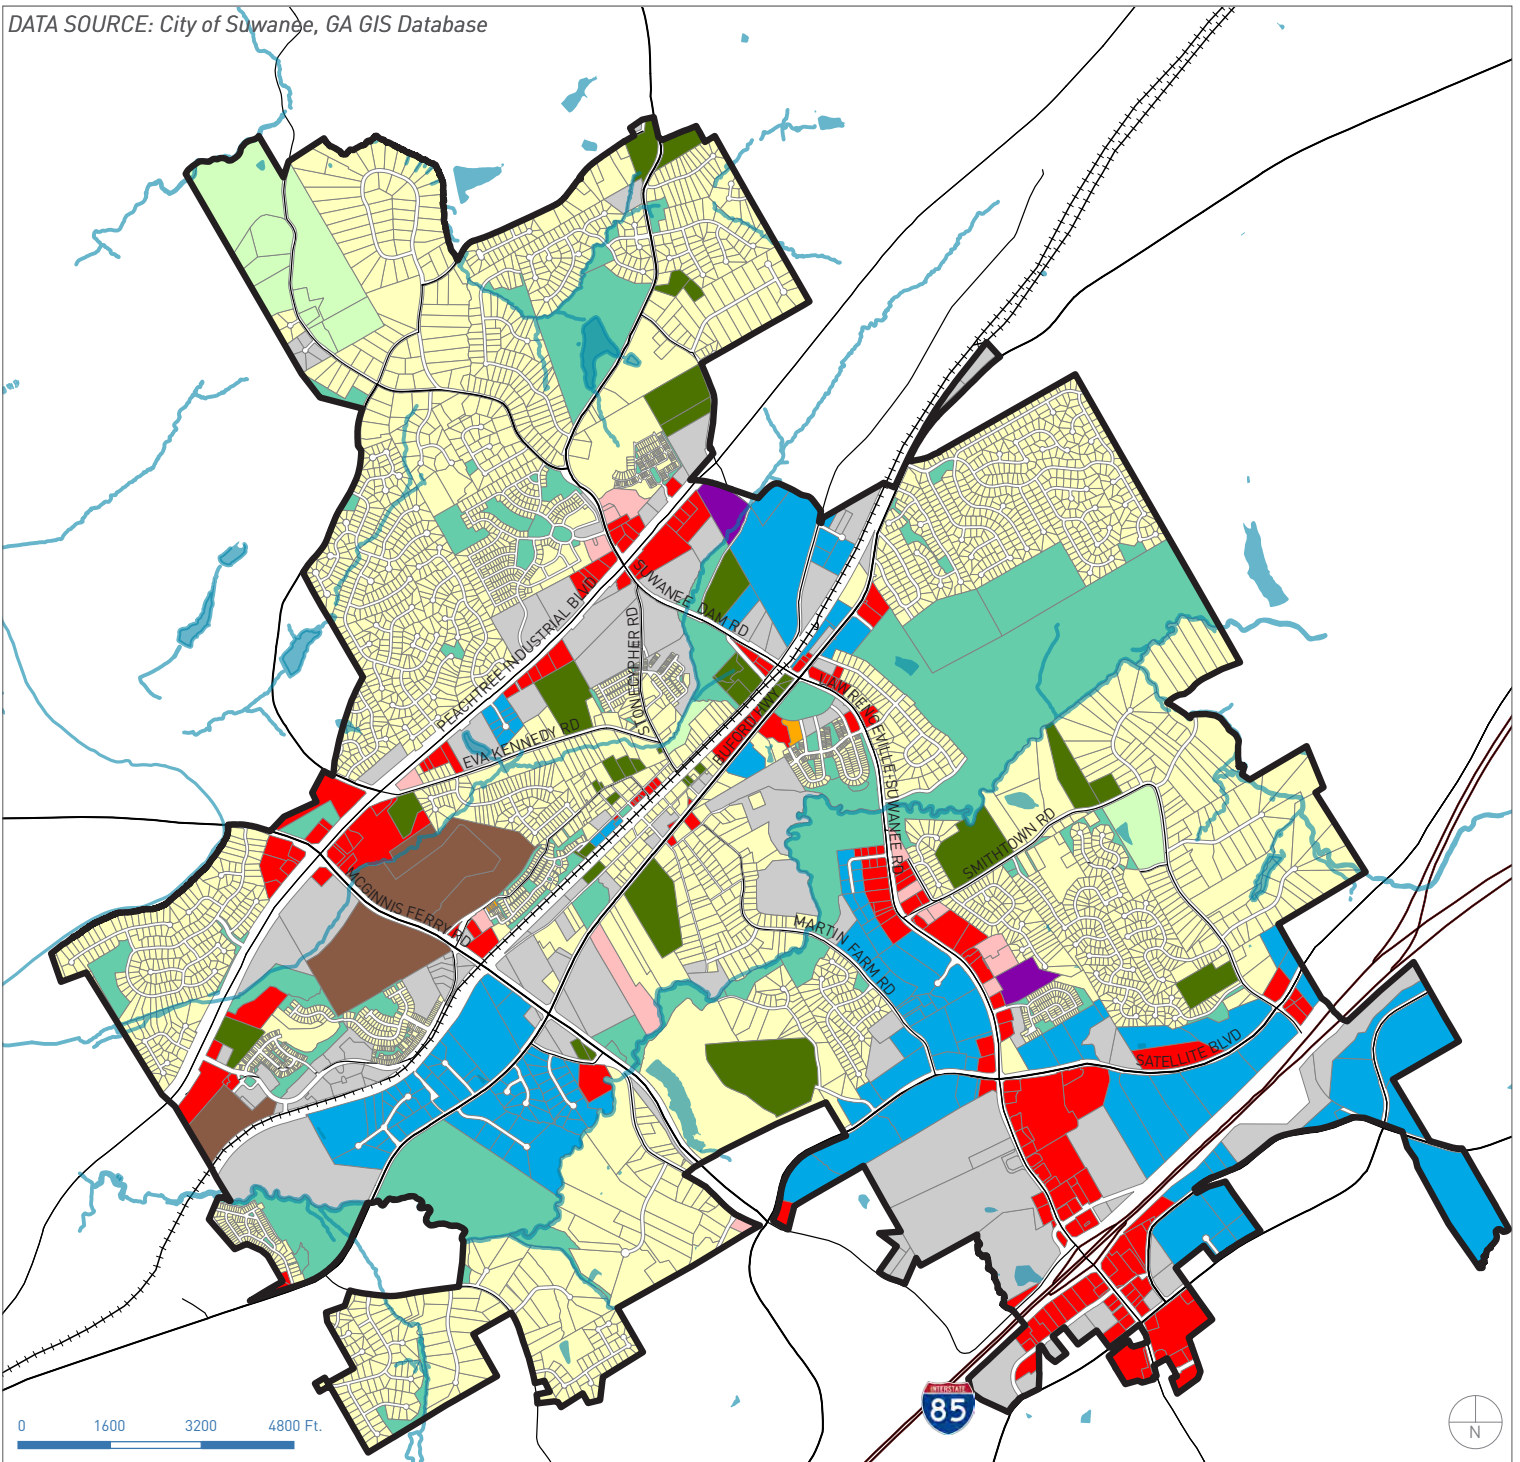 DATA SOURCE: City of Suwanee, GA GIS Database
SUWANEE DAM RD
PEACHTREE INDUSTRIAL BLVD
STONECYPHER RD
9
LAWRENCEVILLE-SUWANEE RD
BUFORD HWY
EVA KENNEDY RD
SMITHTOWN RD
MCGINNIS FERRY RD
MARTIN FARM RD
SATELLITE BLVD
INTERSTATE
85
0 1600 3200 4800 Ft.
N